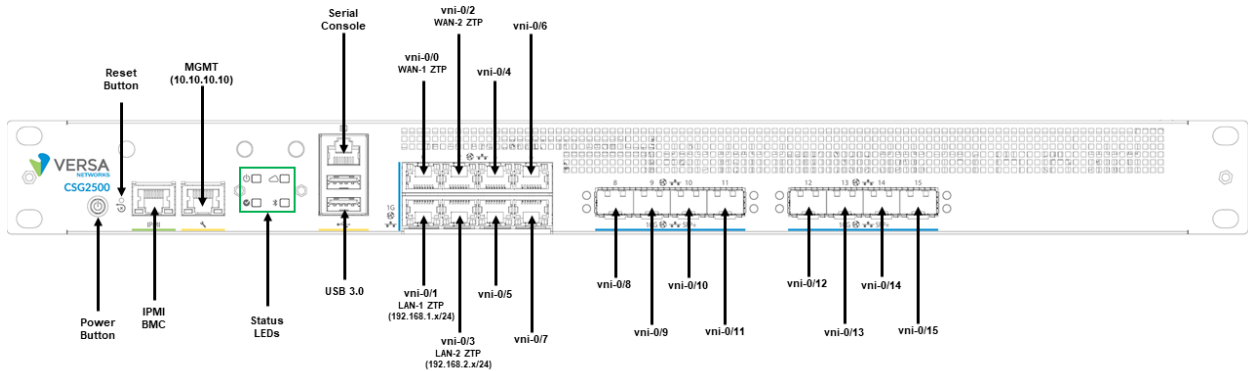 Serial
Console
vni-0/2
WAN-2 ZTP
vni-0/6
vni-0/0
WAN-1 ZTP
vni-0/4
Reset
Button
MGMT
(10.10.10.10)
VERSA
NETWORKS
CSG2500
IPMI
1G
8 9 10 11
12 13 14 15
vni-0/1
LAN-1 ZTP
(192.168.1.x/24)
vni-0/3
LAN-2 ZTP
(192.168.2.x/24)
vni-0/5
vni-0/7
USB 3.0
Power
Button
IPMI
BMC
Status
LEDs
vni-0/8
vni-0/9
vni-0/10
vni-0/11
vni-0/12
vni-0/13
vni-0/14
vni-0/15